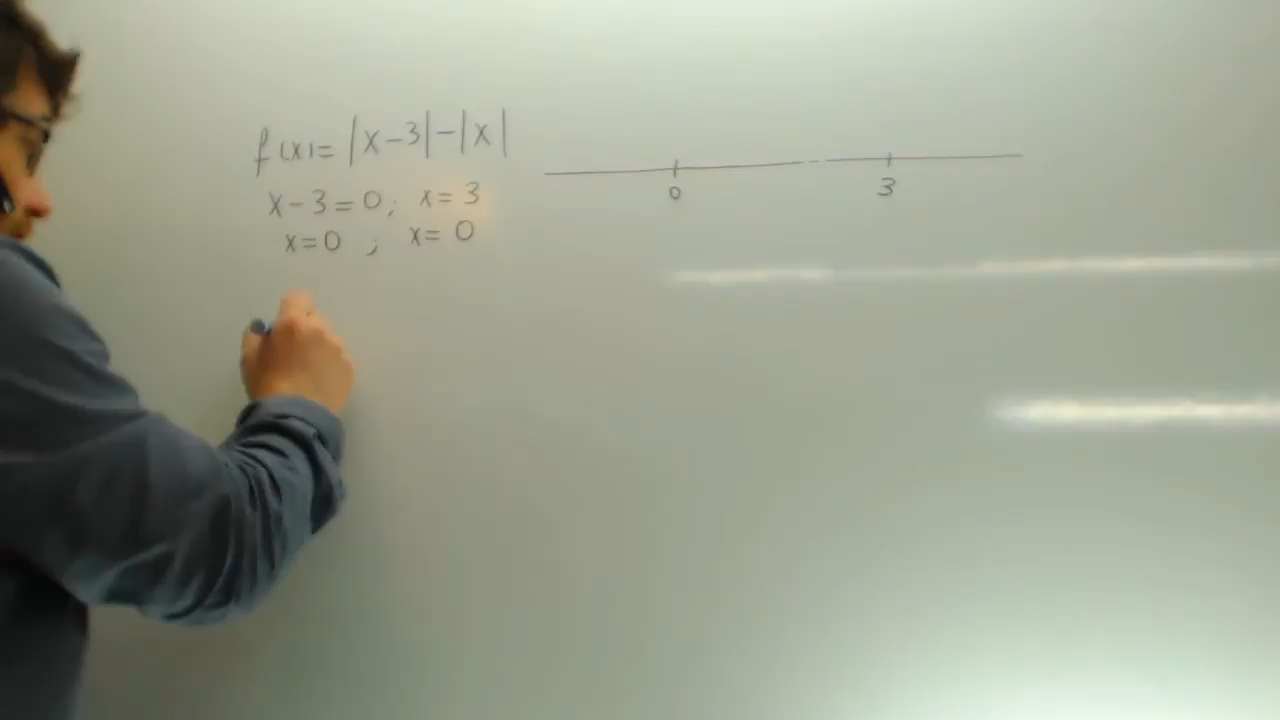 f(x)= |x-3|-|x|
x-3=0; x=3
x=0 ; x=0
0 3